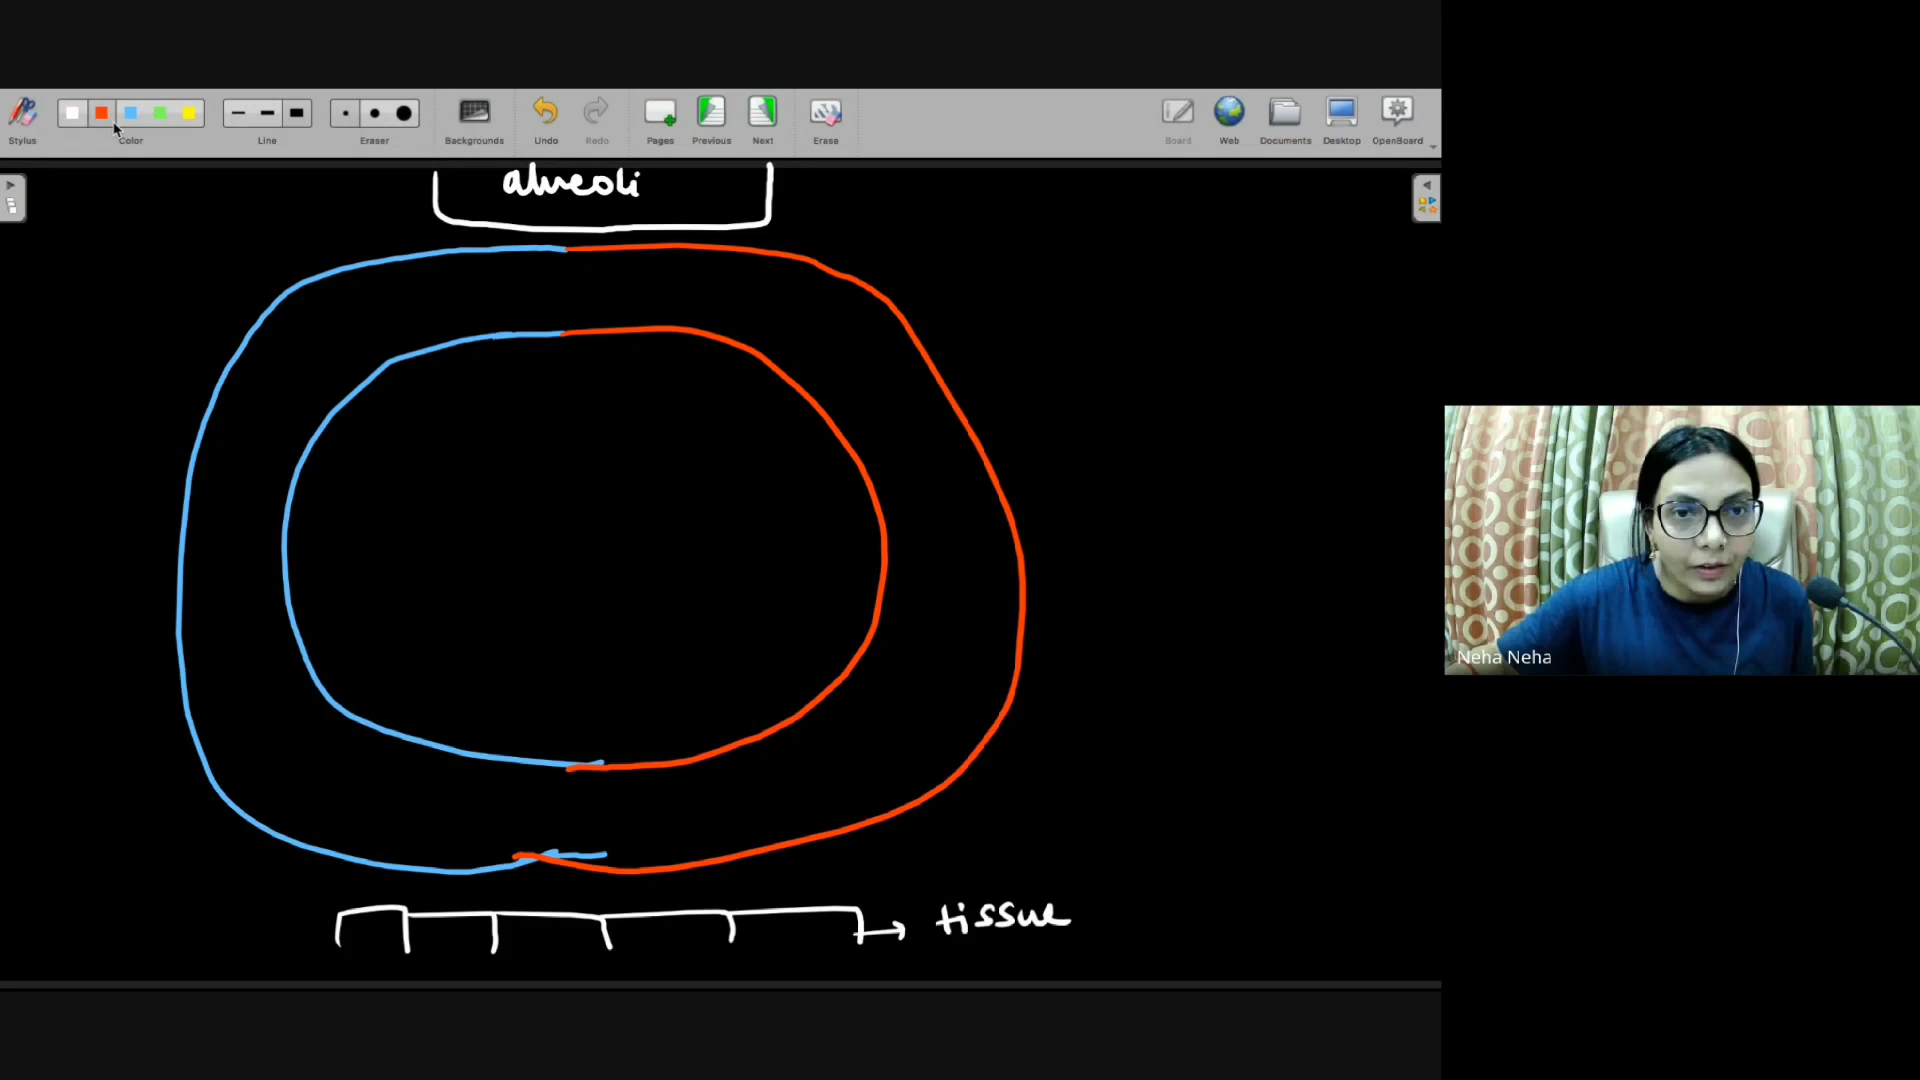 Stylus
Color
Line
Eraser
Backgrounds
Undo
Redo
Pages
Previous
Next
Erase
Board
Web
Documents
Desktop
OpenBoard
alveoli
tissue
Neha Neha